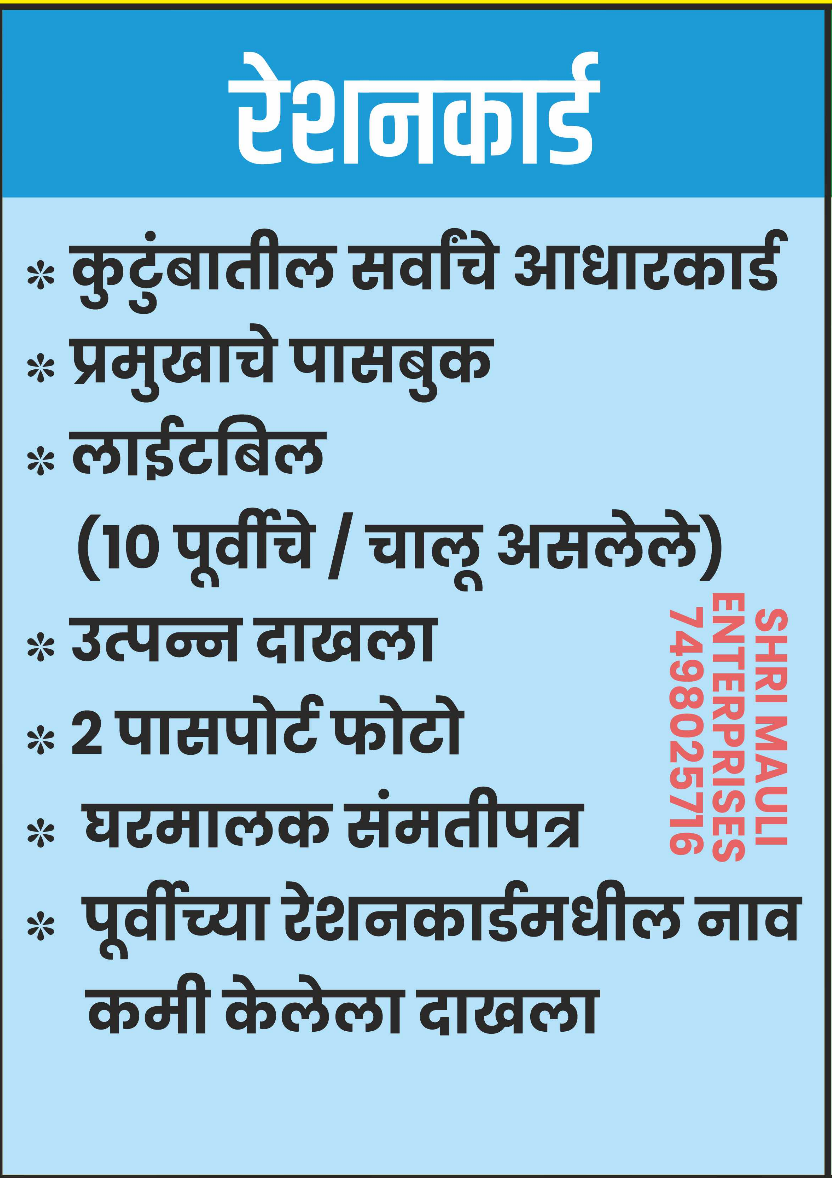 रेशनकार्ड
* कुटुंबातील सर्वांचे आधारकार्ड
* प्रमुखाचे पासबुक
* लाईटबिल
(10 पूर्वीचे / चालू असलेले)
* उत्पन्न दाखला
* 2 पासपोर्ट फोटो
* घरमालक संमतीपत्र
* पूर्वीच्या रेशनकार्डमधील नाव
कमी केलेला दाखला
SHRI MAULI
ENTERPRISES
7498025716